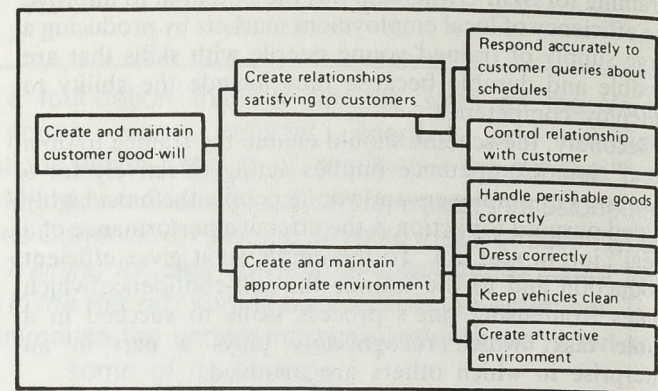 Create and maintain
customer good-will
Create relationships
satisfying to customers
Respond accurately to
customer queries about
schedules
Control relationship
with customer
Create and maintain
appropriate environment
Handle perishable goods
correctly
Dress correctly
Keep vehicles clean
Create attractive
environment